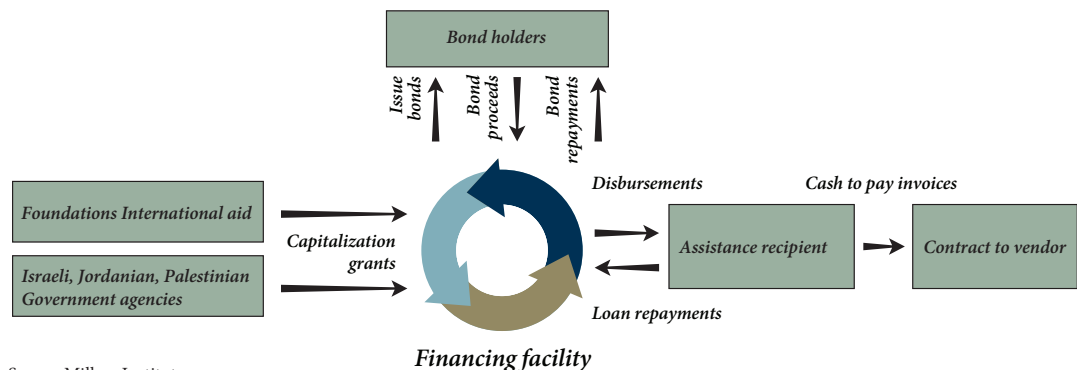 Bond holders
Issue
bonds
Bond
proceeds
Bond
repayments
Disbursements
Cash to pay invoices
Foundations International aid
Capitalization
grants
Israeli, Jordanian, Palestinian
Government agencies
Assistance recipient
Contract to vendor
Loan repayments
Financing facility